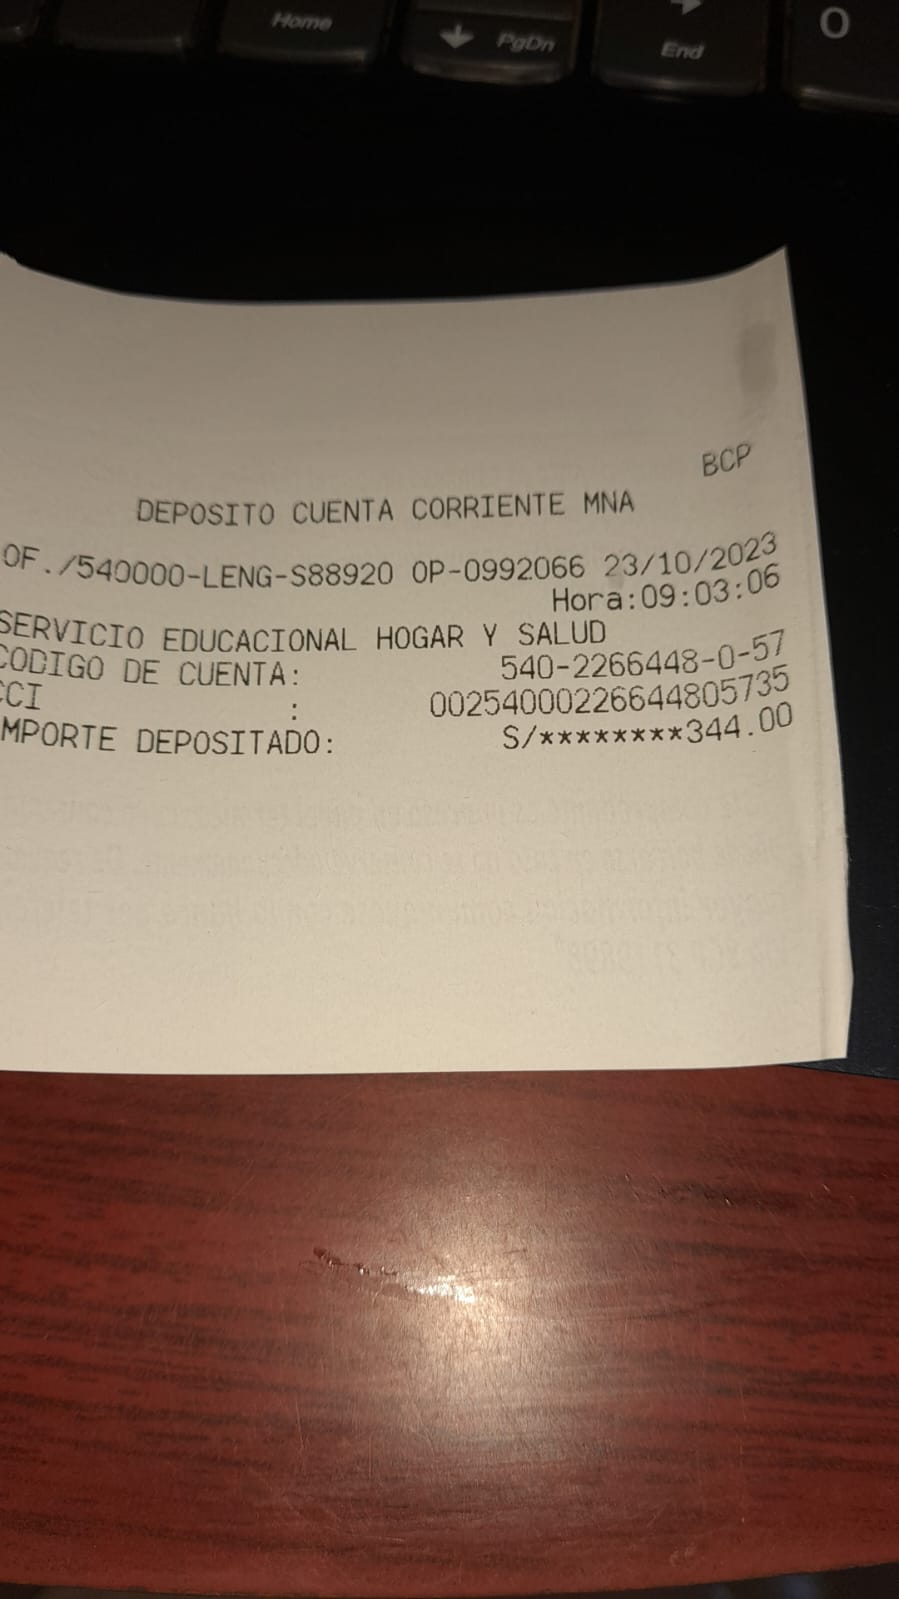 Home
PgDn
End
BCP
DEPOSITO CUENTA CORRIENTE MNA
OF./540000-LENG-S88920 OP-0992066 23/10/2023
Hora:09:03:06
SERVICIO EDUCACIONAL HOGAR Y SALUD
CODIGO DE CUENTA: 540-2266448-0-57
CCI : 00254000226644805735
MPORTE DEPOSITADO: S/********344.00